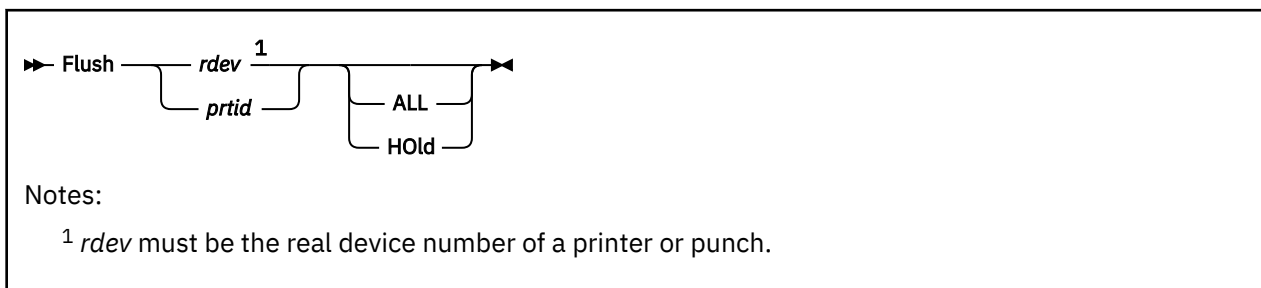 Flush rdev 1
prtid
ALL
HOld
Notes:
1 rdev must be the real device number of a printer or punch.